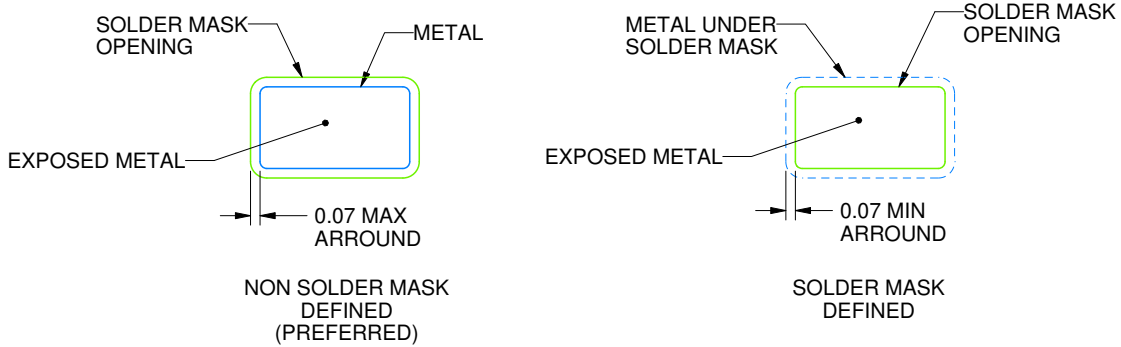 SOLDER MASK
OPENING
METAL
EXPOSED METAL
0.07 MAX
ARROUND
NON SOLDER MASK
DEFINED
(PREFERRED)
METAL UNDER
SOLDER MASK
SOLDER MASK
OPENING
EXPOSED METAL
0.07 MIN
ARROUND
SOLDER MASK
DEFINED